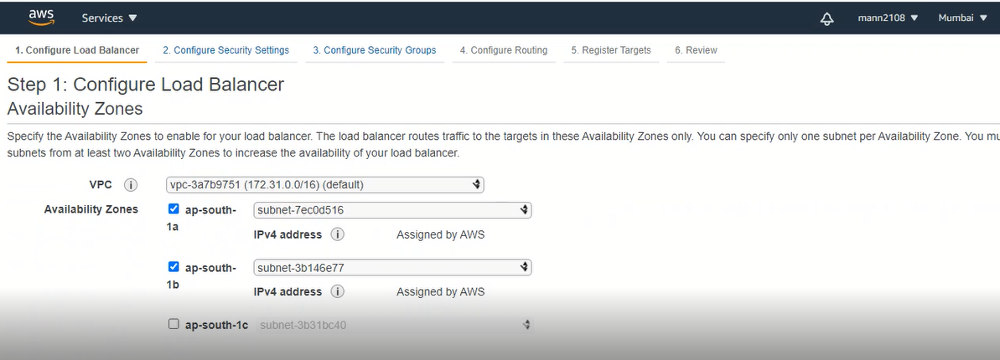 aws Services mann2108 Mumbai
1. Configure Load Balancer 2. Configure Security Settings 3. Configure Security Groups 4. Configure Routing 5. Register Targets 6. Review
Step 1: Configure Load Balancer
Availability Zones
Specify the Availability Zones to enable for your load balancer. The load balancer routes traffic to the targets in these Availability Zones only. You can specify only one subnet per Availability Zone. You mu
subnets from at least two Availability Zones to increase the availability of your load balancer.
VPC i vpc-3a7b9751 (172.31.0.0/16) (default)
Availability Zones ap-south- subnet-7ec0d516
1a
IPv4 address i Assigned by AWS
ap-south- subnet-3b146e77
1b
IPv4 address i Assigned by AWS
ap-south-1c subnet-3b31bc40